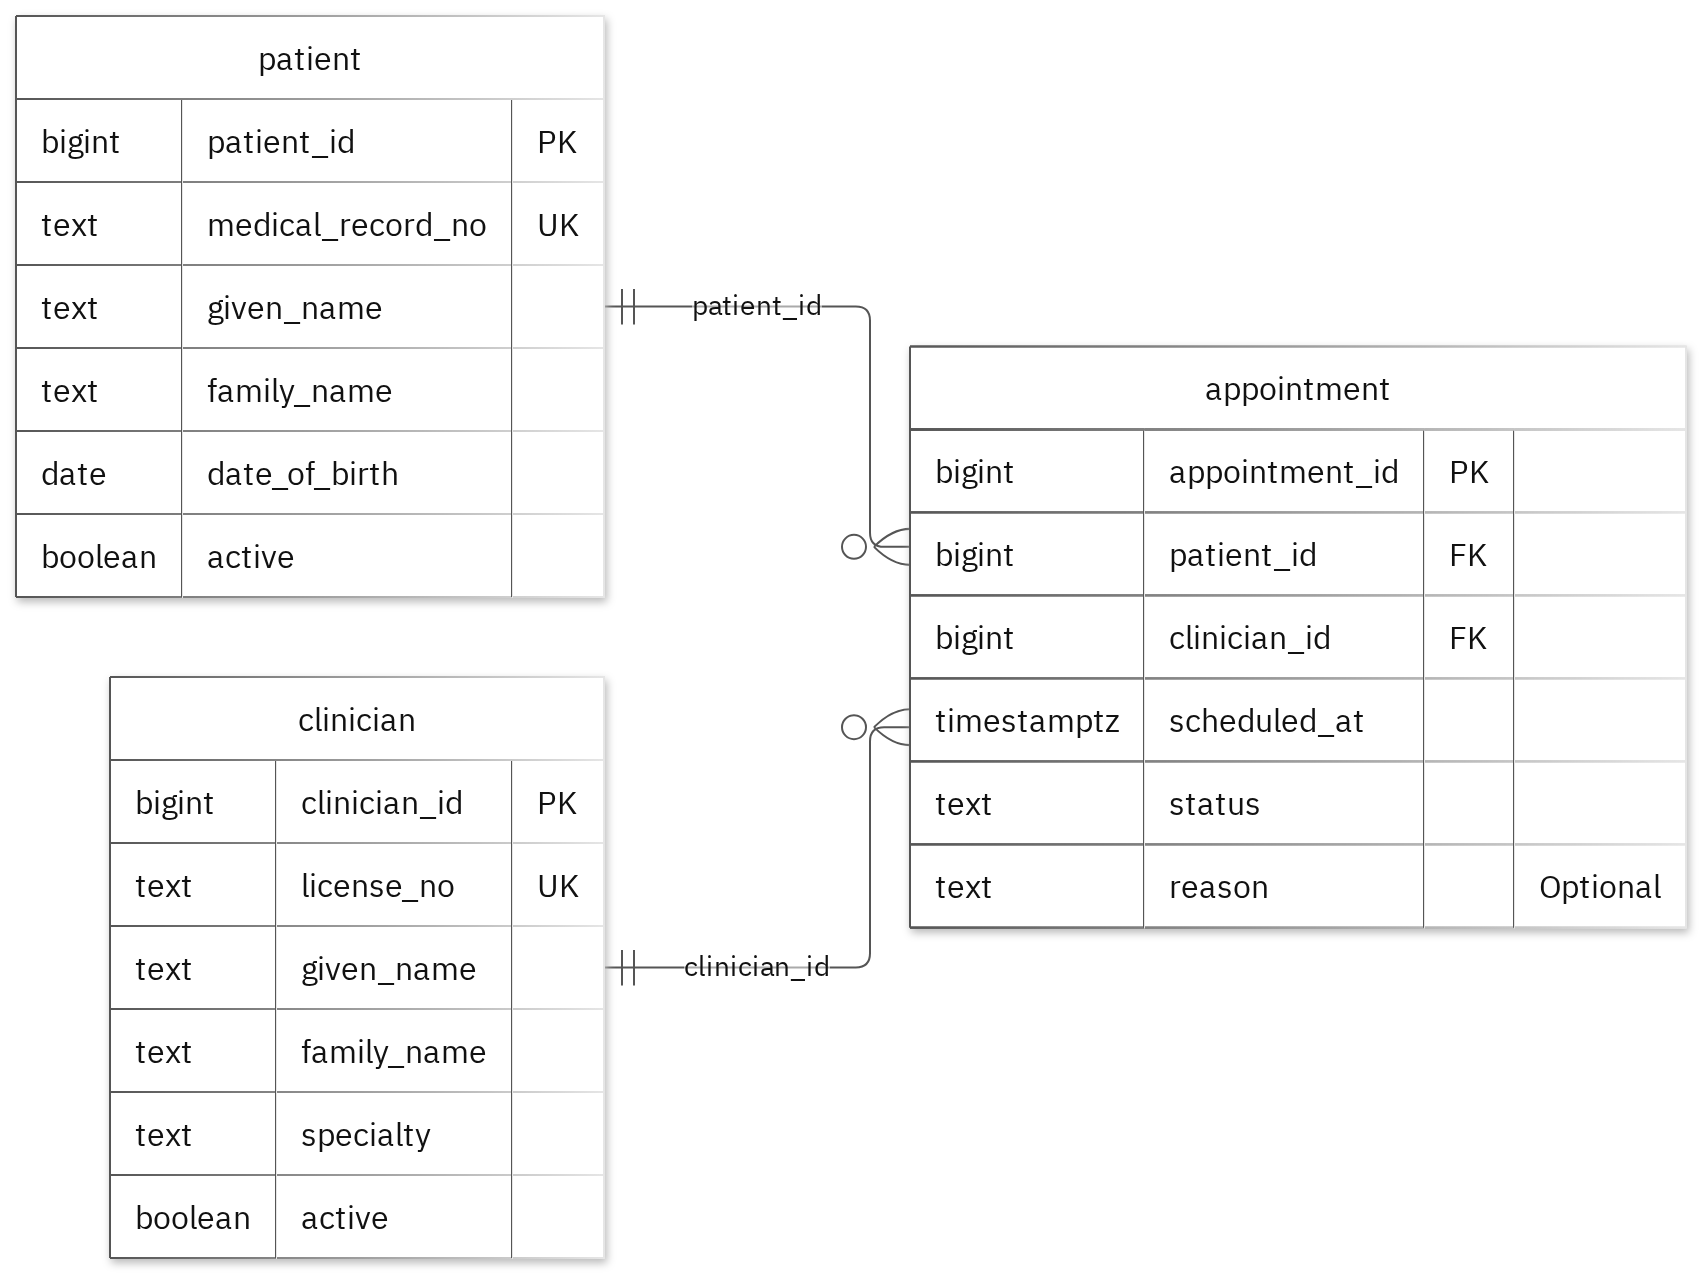 patient
bigint patient_id PK
text medical_record_no UK
text given_name
text family_name
date date_of_birth
boolean active
patient_id
appointment
bigint appointment_id PK
bigint patient_id FK
bigint clinician_id FK
timestamptz scheduled_at
text status
text reason Optional
clinician
bigint clinician_id PK
text license_no UK
text given_name
text family_name
text specialty
boolean active
clinician_id